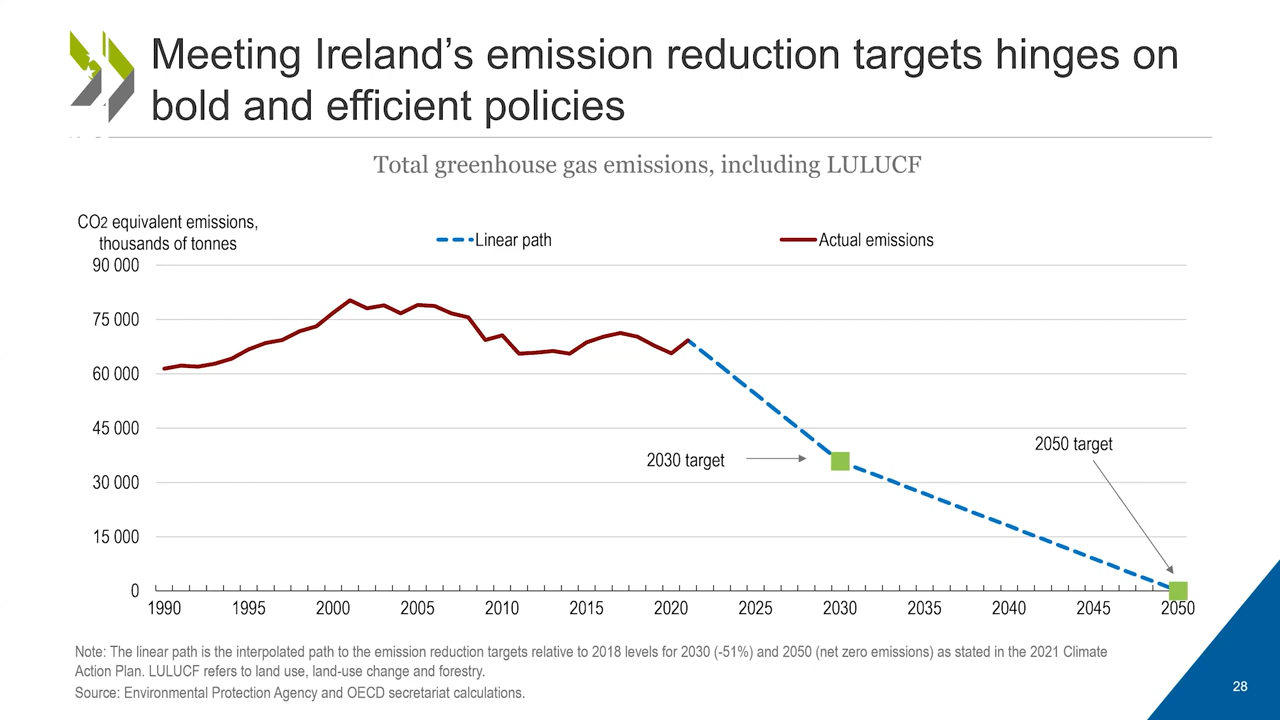 Meeting Ireland's emission reduction targets hinges on
bold and efficient policies
Total greenhouse gas emissions, including LULUCF
CO2 equivalent emissions,
thousands of tonnes
Linear path
Actual emissions
90 000
75 000
60 000
45 000
30 000
15 000
0
2030 target
2050 target
1990 1995 2000 2005 2010 2015 2020 2025 2030 2035 2040 2045 2050
Note: The linear path is the interpolated path to the emission reduction targets relative to 2018 levels for 2030 (-51%) and 2050 (net zero emissions) as stated in the 2021 Climate
Action Plan. LULUCF refers to land use, land-use change and forestry.
Source: Environmental Protection Agency and OECD secretariat calculations.
28